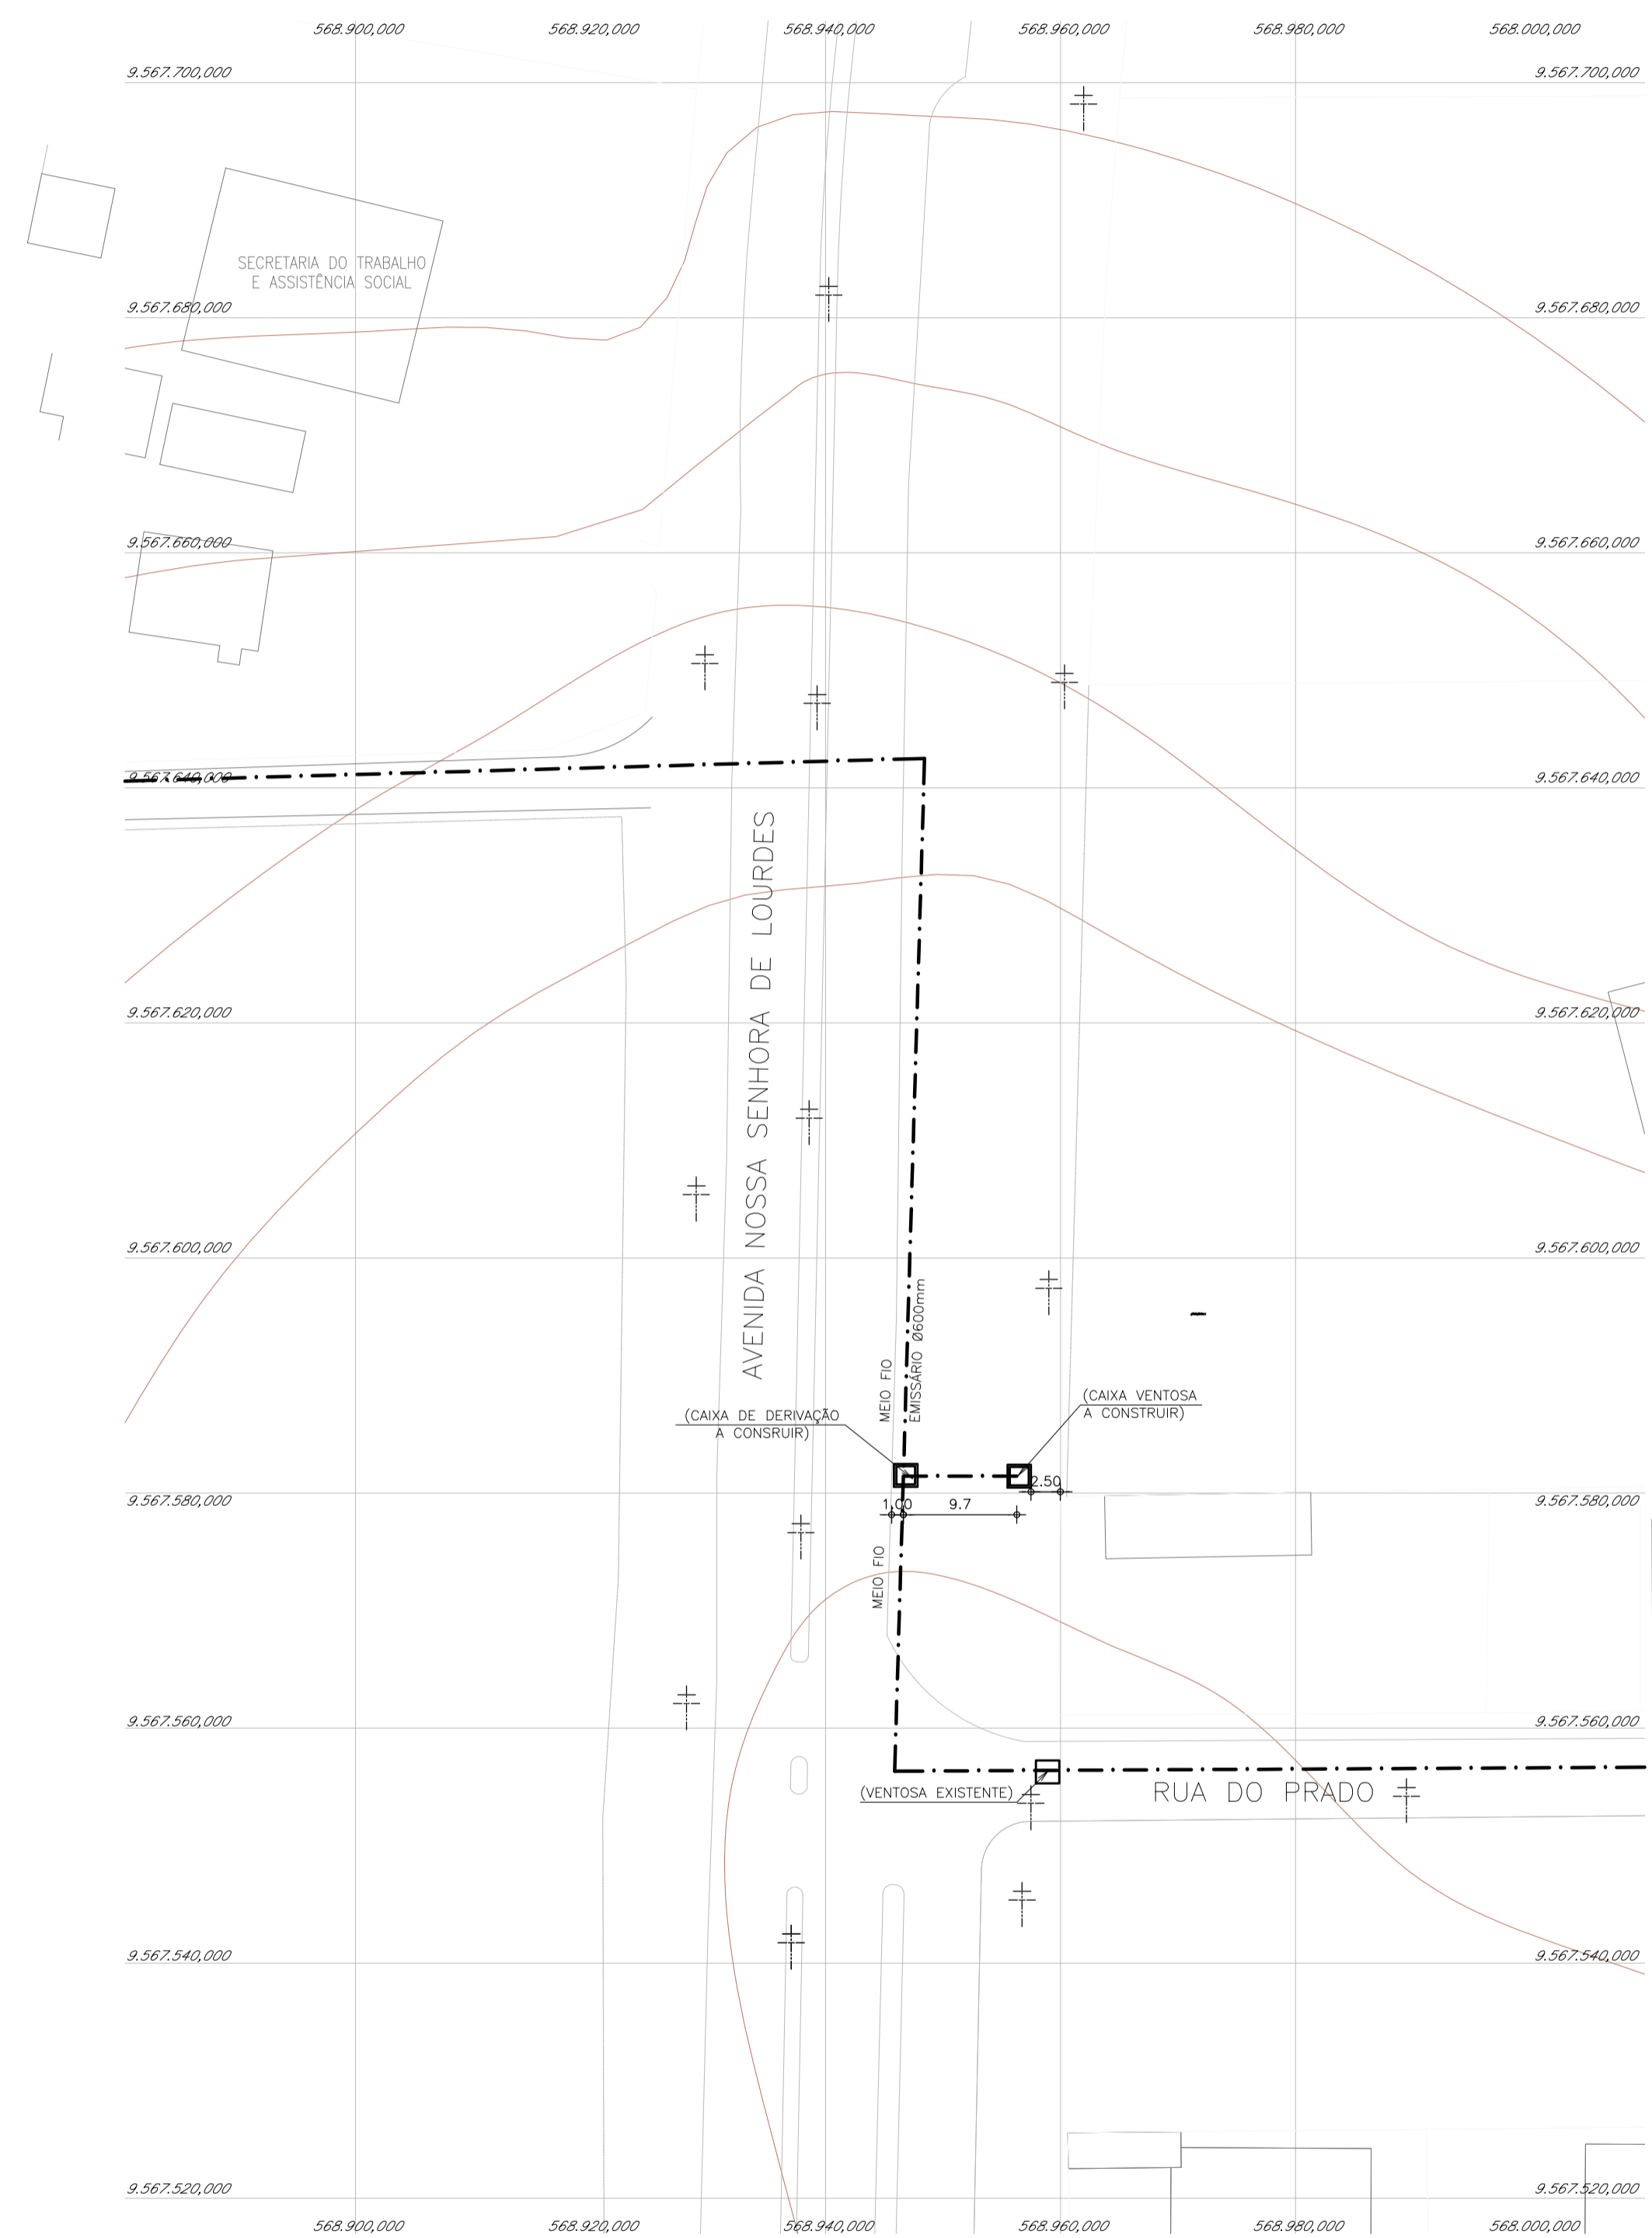 568.900,000 568.920,000 568.940,000 568.960,000 568.980,000 568.000,000
9.567.700,000 9.567.700,000
SECRETARIA DO TRABALHO
E ASSISTÊNCIA SOCIAL
9.567.680,000 9.567.680,000
9.567.660,000 9.567.660,000
9.567.640,000 9.567.640,000
AVENIDA NOSSA SENHORA DE LOURDES
9.567.620,000 9.567.620,000
9.567.600,000 9.567.600,000
MEIO FIO
EMISSÁRIO Ø600mm
(CAIXA VENTOSA
A CONSTRUIR)
(CAIXA DE DERIVAÇÃO
A CONSRUIR)
2.50
9.567.580,000 9.567.580,000
1.00 9.7
MEIO FIO
9.567.560,000 9.567.560,000
(VENTOSA EXISTENTE)
RUA DO PRADO
9.567.540,000 9.567.540,000
9.567.520,000 9.567.520,000
568.900,000 568.920,000 568.940,000 568.960,000 568.980,000 568.000,000